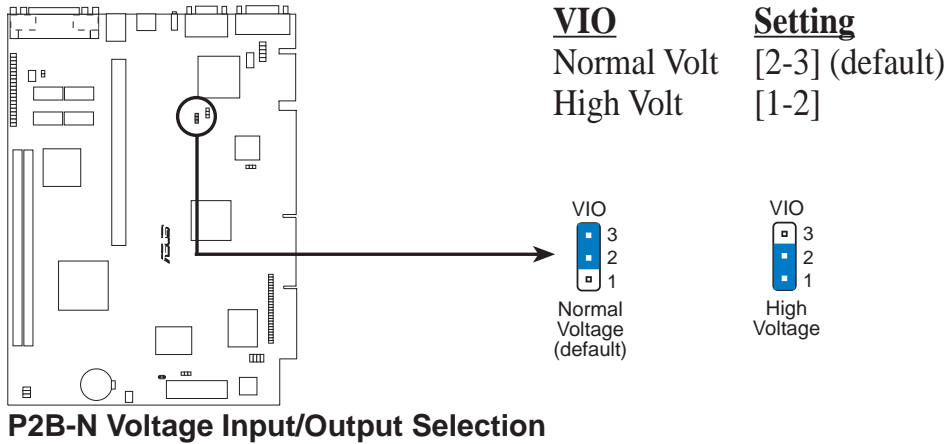 VIO Setting
Normal Volt [2-3] (default)
High Volt [1-2]
ASUS
VIO
3
2
1
Normal
Voltage
(default)
VIO
3
2
1
High
Voltage
P2B-N Voltage Input/Output Selection